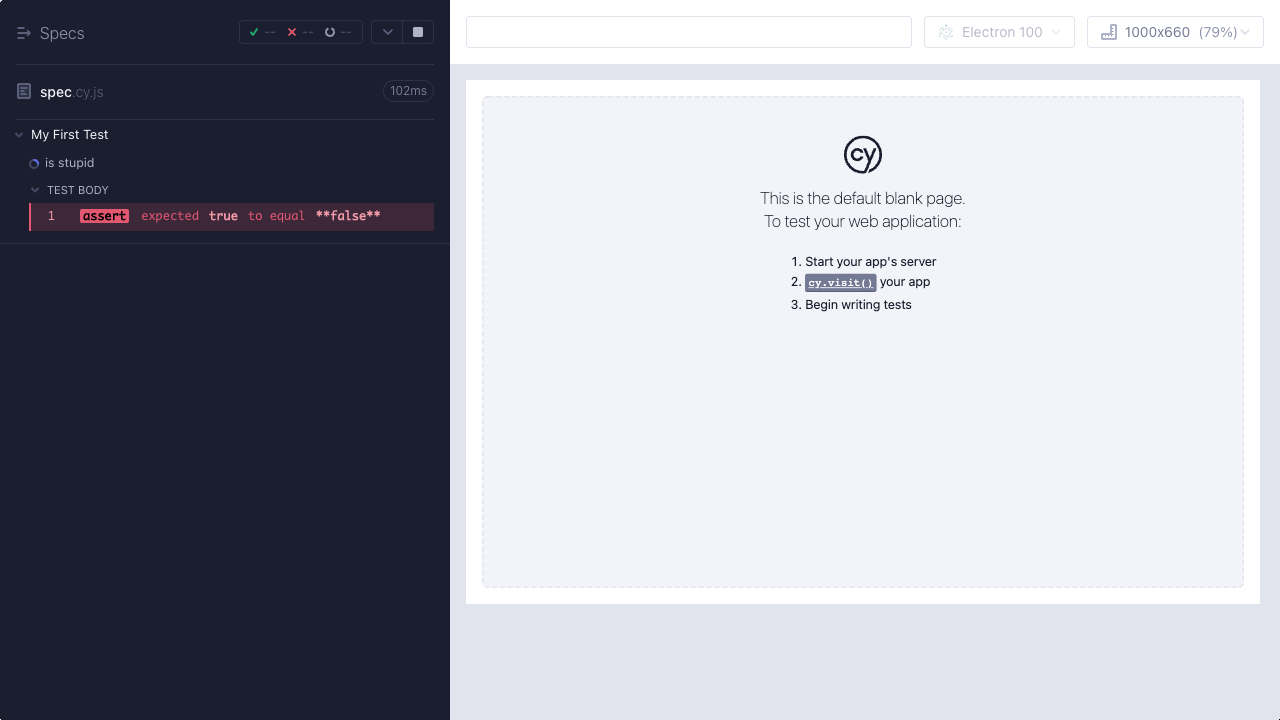 Specs
-- -- --
spec.cy.js
102ms
My First Test
is stupid
TEST BODY
1 assert expected true to equal **false**
Electron 100
1000x660 (79%)
cy
This is the default blank page.
To test your web application:
1. Start your app's server
2. cy.visit() your app
3. Begin writing tests